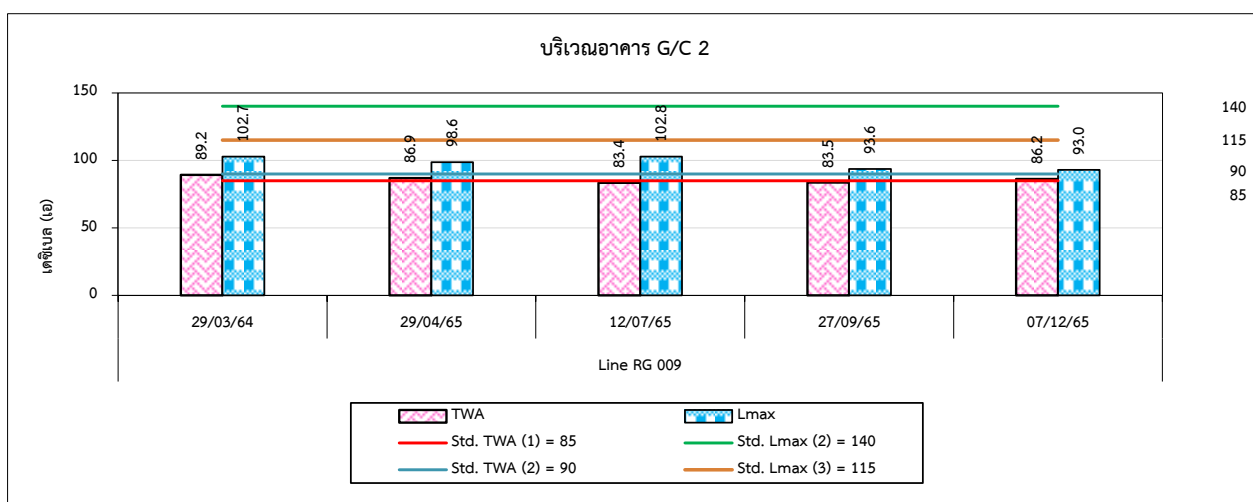 บริเวณอาคาร G/C 2
เดซิเบล (เอ)
150
100
50
0
89.2
102.7
86.9
98.6
83.4
102.8
83.5
93.6
86.2
93.0
140
115
90
85
29/03/64
29/04/65
12/07/65
27/09/65
07/12/65
Line RG 009
TWA
Lmax
Std. TWA (1) = 85
Std. Lmax (2) = 140
Std. TWA (2) = 90
Std. Lmax (3) = 115